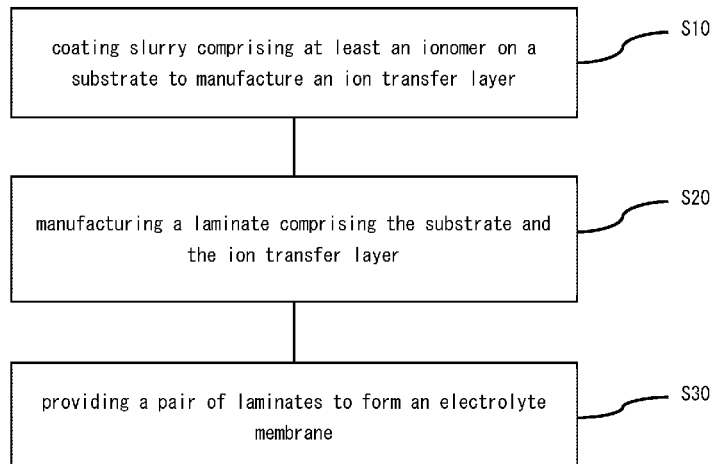 coating slurry comprising at least an ionomer on a
substrate to manufacture an ion transfer layer
S10
manufacturing a laminate comprising the substrate and
the ion transfer layer
S20
providing a pair of laminates to form an electrolyte
membrane
S30